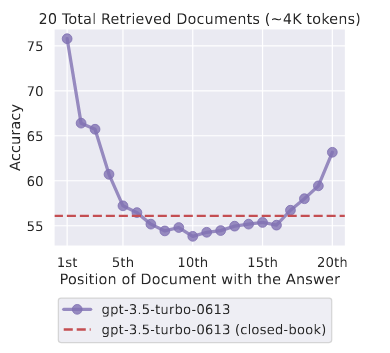 20 Total Retrieved Documents (~4K tokens)
75
70
65
60
55
Accuracy
1st 5th 10th 15th 20th
Position of Document with the Answer
gpt-3.5-turbo-0613
gpt-3.5-turbo-0613 (closed-book)